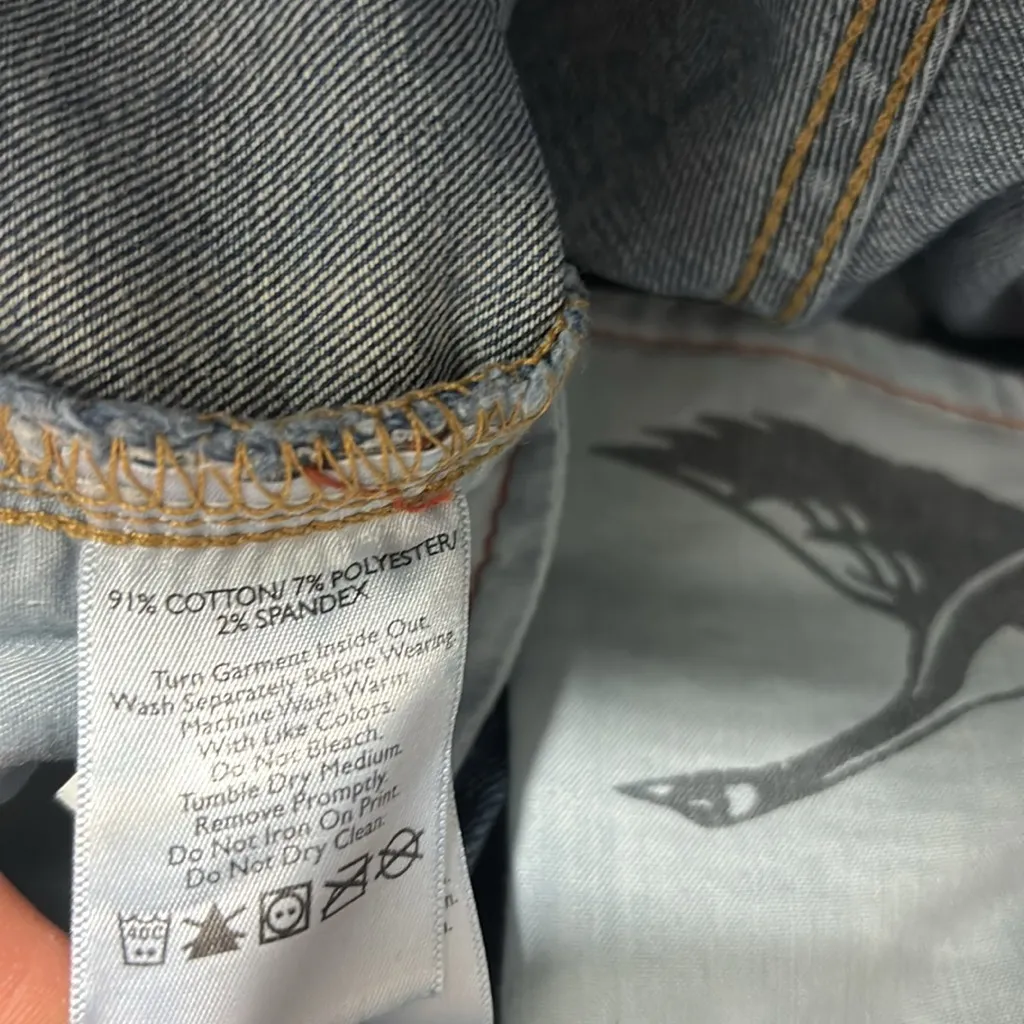 91% COTTON/ 7% POLYESTER/
2% SPANDEX
Turn Garment Inside Out.
Wash Separately Before Wearing.
Machine Wash Warm
With Like Colors.
Do Not Bleach.
Tumble Dry Medium.
Remove Promptly.
Do Not Iron On Print.
Do Not Dry Clean.
40C